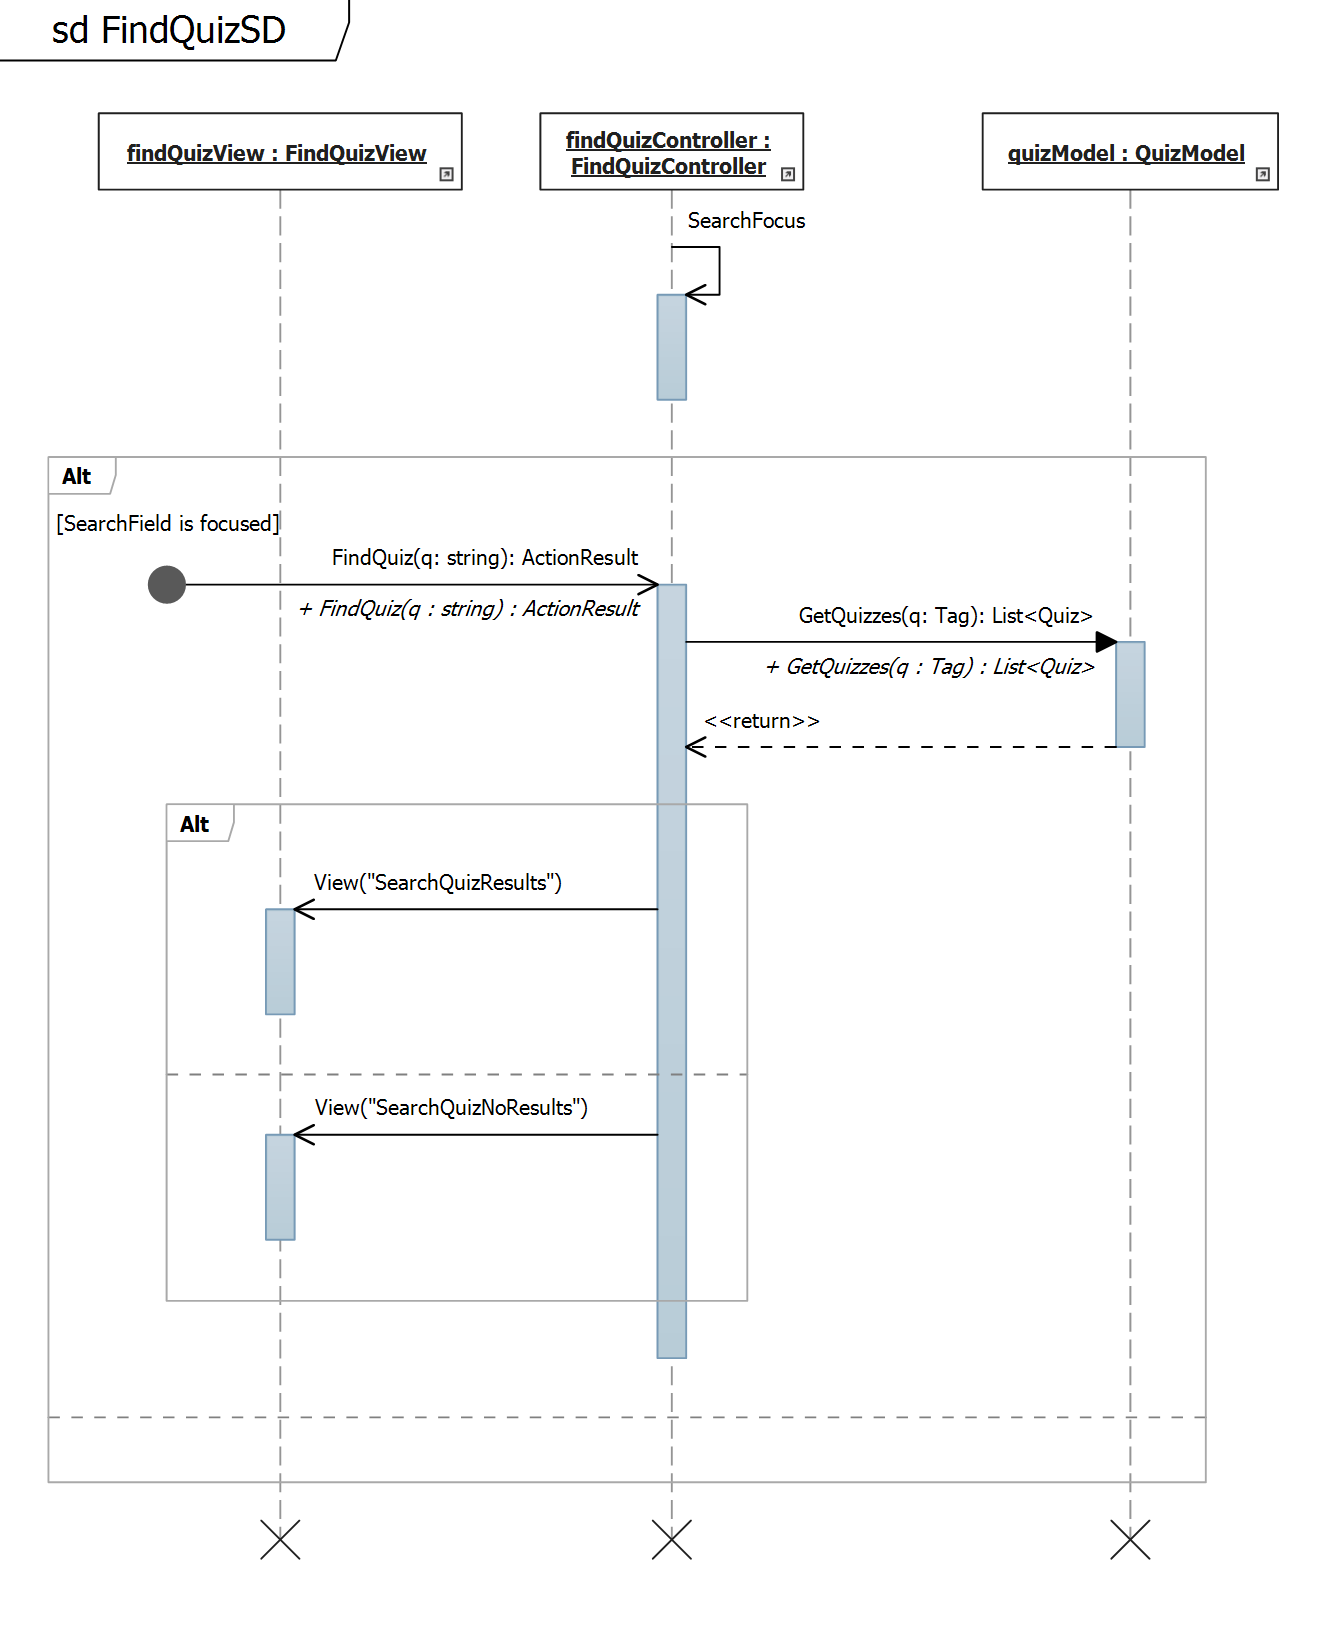 sd FindQuizSD
findQuizView : FindQuizView
findQuizController :
FindQuizController
quizModel : QuizModel
SearchFocus
Alt
[SearchField is focused]
FindQuiz(q: string): ActionResult
+ FindQuiz(q : string) : ActionResult
GetQuizzes(q: Tag): List<Quiz>
+ GetQuizzes(q : Tag) : List<Quiz>
<<return>>
Alt
View("SearchQuizResults")
View("SearchQuizNoResults")